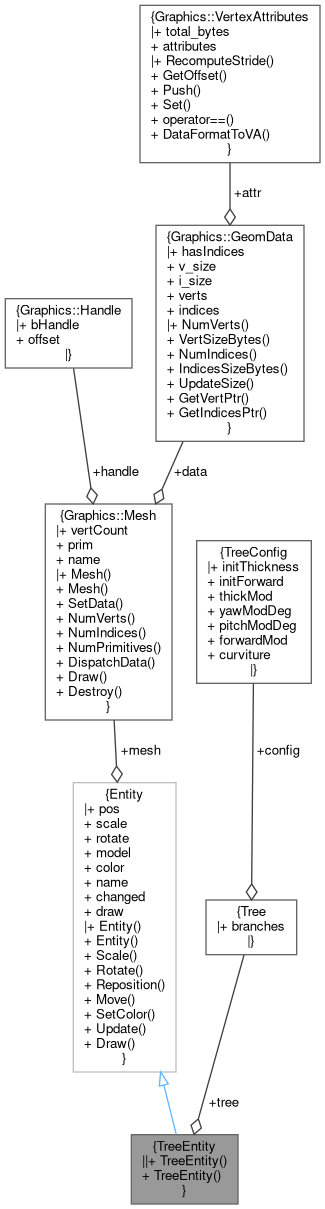 {Graphics::VertexAttributes
|+ total_bytes
+ attributes
|+ RecomputeStride()
+ GetOffset()
+ Push()
+ Set()
+ operator==()
+ DataFormatToVA()
}
+attr
{Graphics::GeomData
|+ hasIndices
+ v_size
+ i_size
+ verts
+ indices
|+ NumVerts()
+ VertSizeBytes()
+ NumIndices()
+ IndicesSizeBytes()
+ UpdateSize()
+ GetVertPtr()
+ GetIndicesPtr()
}
{Graphics::Handle
|+ bHandle
+ offset
|}
+handle
+data
{Graphics::Mesh
|+ vertCount
+ prim
+ name
|+ Mesh()
+ Mesh()
+ SetData()
+ NumVerts()
+ NumIndices()
+ NumPrimitives()
+ DispatchData()
+ Draw()
+ Destroy()
}
{TreeConfig
|+ initThickness
+ initForward
+ thickMod
+ yawModDeg
+ pitchModDeg
+ forwardMod
+ curviture
|}
+mesh
+config
{Entity
|+ pos
+ scale
+ rotate
+ model
+ color
+ name
+ changed
+ draw
|+ Entity()
+ Entity()
+ Scale()
+ Rotate()
+ Reposition()
+ Move()
+ SetColor()
+ Update()
+ Draw()
}
{Tree
|+ branches
|}
+tree
{TreeEntity
||+ TreeEntity()
+ TreeEntity()
}